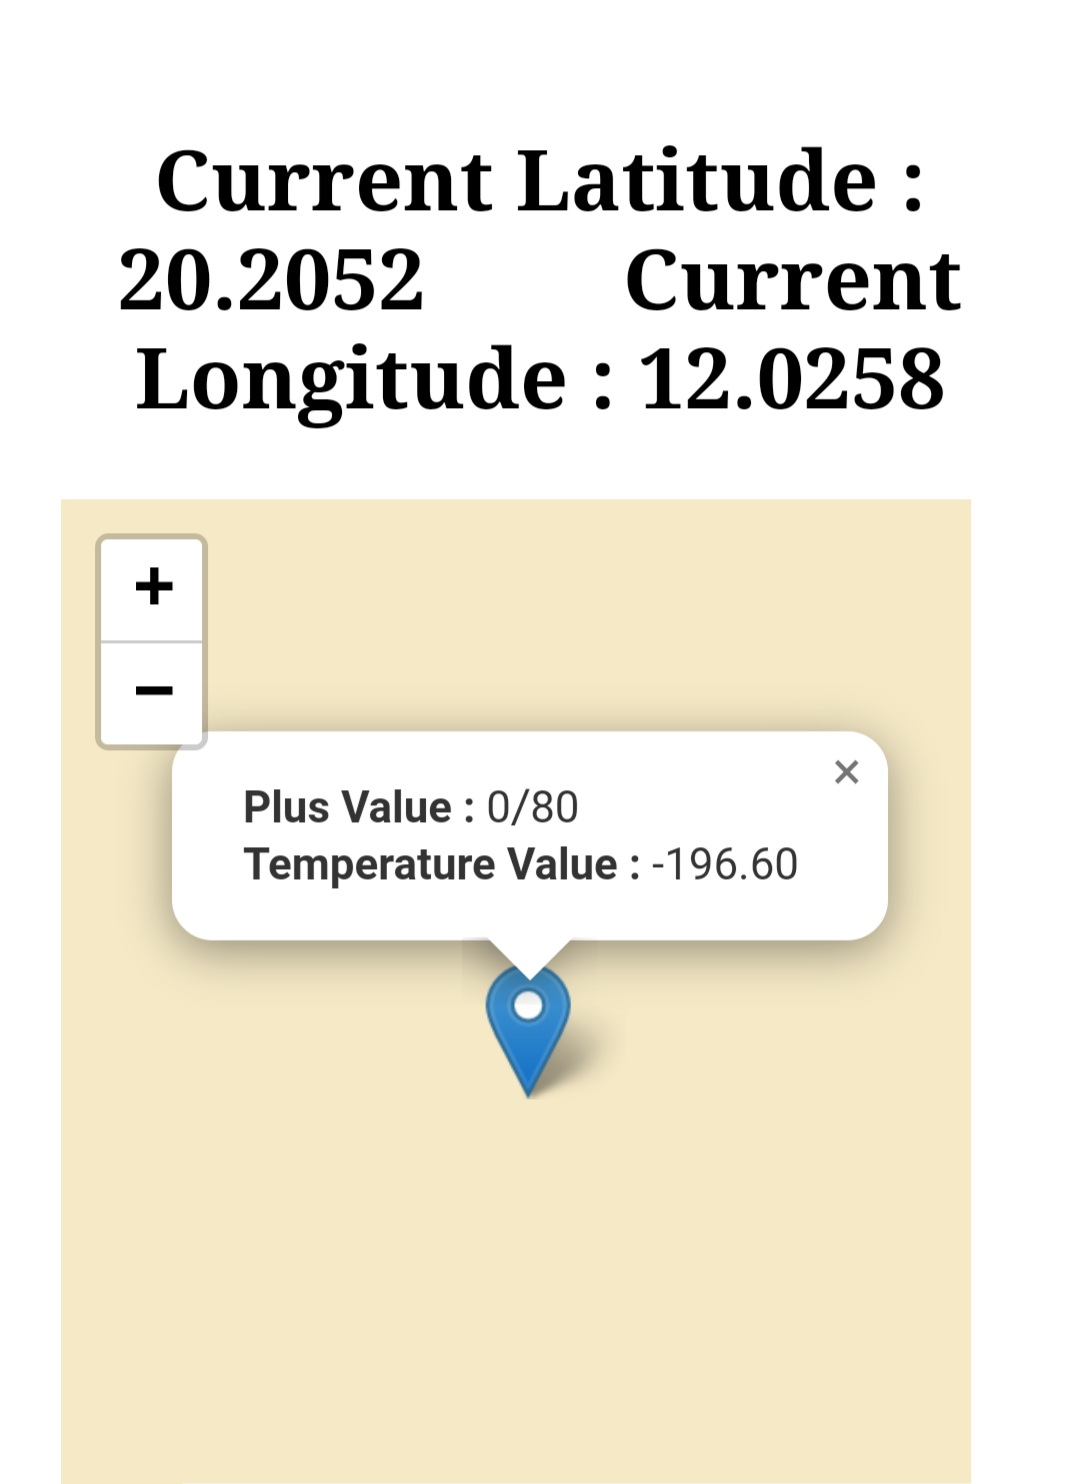 Current Latitude :
20.2052 Current
Longitude : 12.0258
+
−
×
Plus Value : 0/80
Temperature Value : -196.60